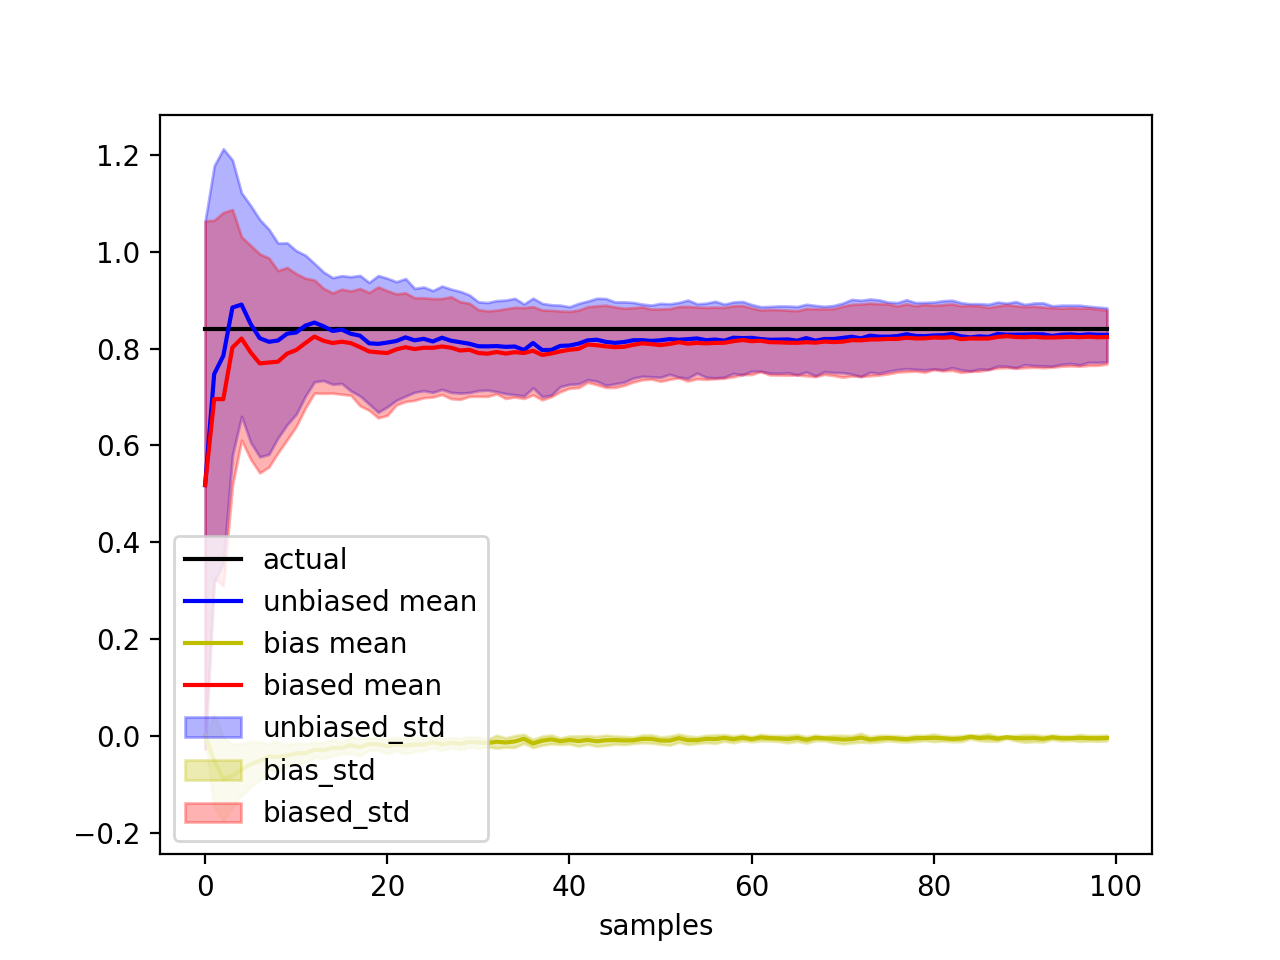 1.2
1.0
0.8
0.6
0.4
0.2
0.0
−0.2
actual
unbiased mean
bias mean
biased mean
unbiased_std
bias_std
biased_std
0 20 40 60 80 100
samples